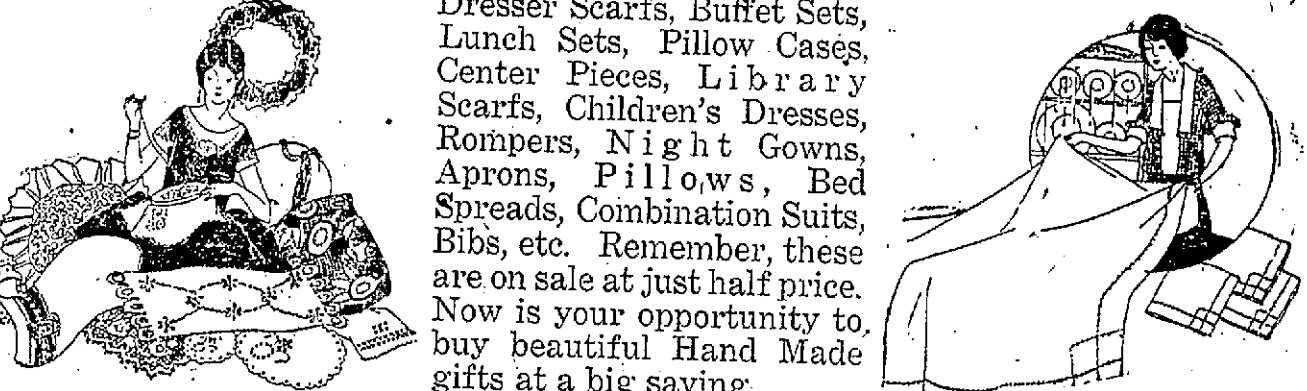 Dresser Scarfs, Buffet Sets,
Lunch Sets, Pillow Cases,
Center Pieces, Library
Scarfs, Children's Dresses,
Rompers, Night Gowns,
Aprons, Pillows, Bed
Spreads, Combination Suits,
Bibs, etc. Remember, these
are on sale at just half price.
Now is your opportunity to
buy beautiful Hand Made
gifts at a big saving.